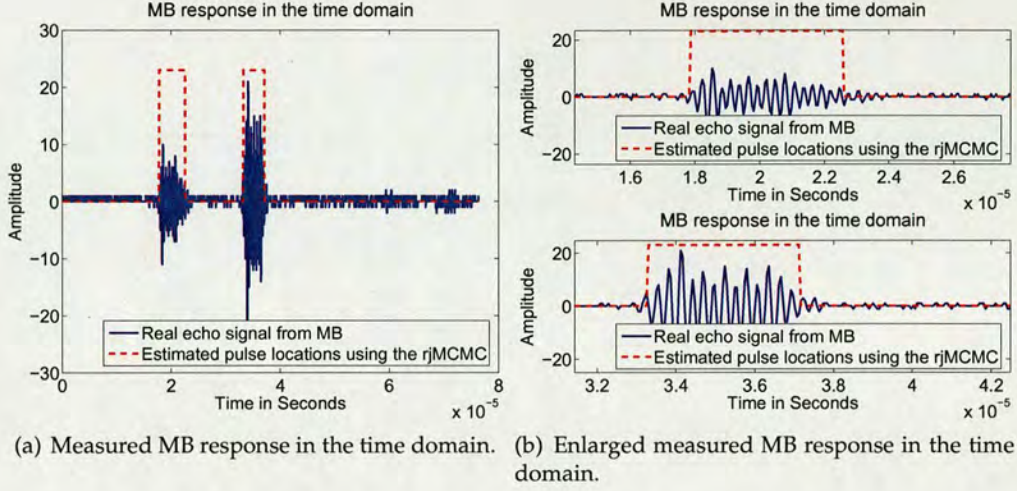 MB response in the time domain
30
20
10
0
−10
−20
−30
Amplitude
Real echo signal from MB
Estimated pulse locations using the rjMCMC
0 2 4 6 8
Time in Seconds
x 10⁻⁵
(a) Measured MB response in the time domain.
MB response in the time domain
20
0
−20
Amplitude
Real echo signal from MB
Estimated pulse locations using the rjMCMC
1.6 1.8 2 2.2 2.4 2.6
Time in Seconds
x 10⁻⁵
MB response in the time domain
20
0
−20
Amplitude
Real echo signal from MB
Estimated pulse locations using the rjMCMC
3.2 3.4 3.6 3.8 4 4.2
Time in Seconds
x 10⁻⁵
(b) Enlarged measured MB response in the time
domain.